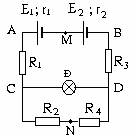 E₁; r₁ E₂ ; r₂
A B
M
R₁ R₃
Đ
C D
R₂ R₄
N